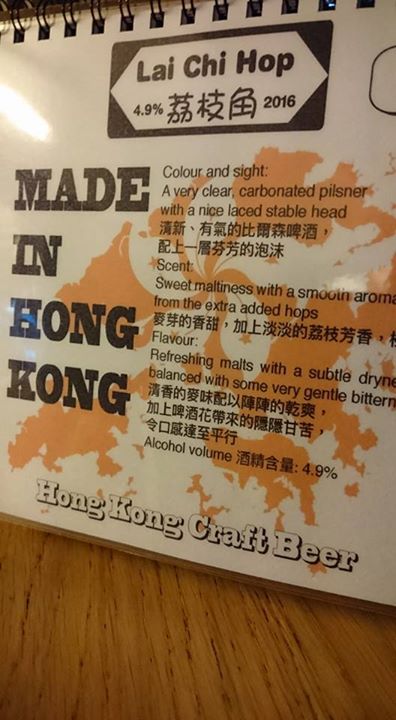 Lai Chi Hop
4.9% 荔枝角 2016
MADE
IN
HONG
KONG
Colour and sight:
A very clear, carbonated pilsner
with a nice laced stable head
清新、有氣的比爾森啤酒，
配上一層芬芳的泡沫
Scent:
Sweet maltiness with a smooth aroma
from the extra added hops
麥芽的香甜，加上淡淡的荔枝芳香，
Flavour:
Refreshing malts with a subtle
balanced with some very gentle
清香的麥味配以陣陣的乾爽，
加上啤酒花帶來的隱隱甘苦，
令口感達至平行
Alcohol volume 酒精含量: 4.9%
Hong Kong Craft Beer